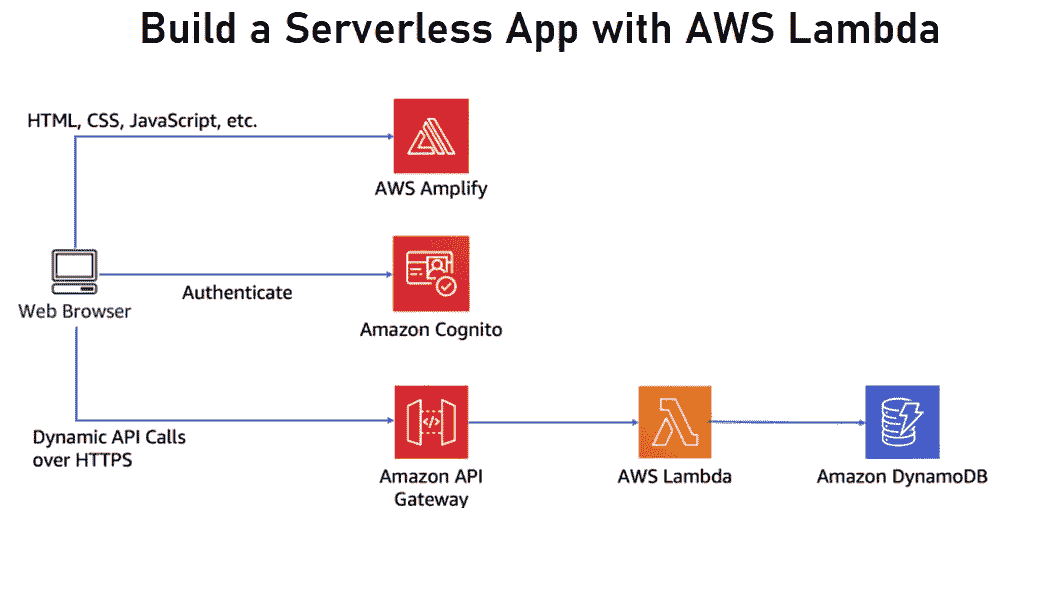 Build a Serverless App with AWS Lambda
HTML, CSS, JavaScript, etc.
AWS Amplify
Web Browser
Authenticate
Amazon Cognito
Dynamic API Calls
over HTTPS
Amazon API
Gateway
AWS Lambda
Amazon DynamoDB